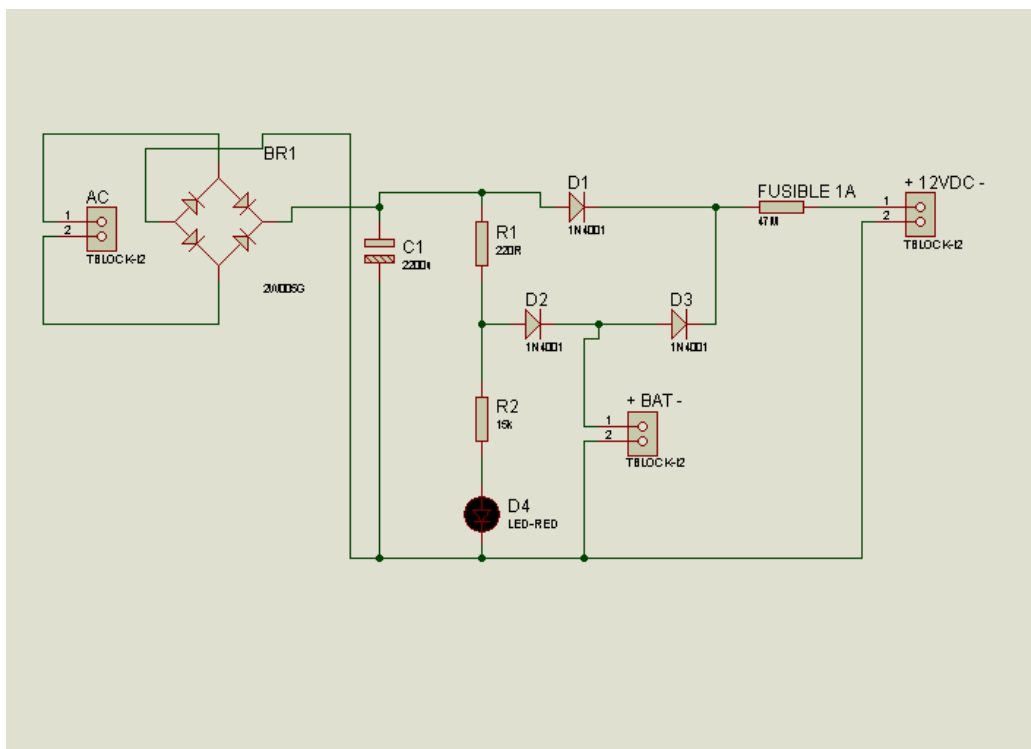 BR1
AC
1
2
TBLOCK-I2
2W005G
C1
2200u
R1
220R
D1
1N4001
FUSIBLE 1A
+ 12VDC -
1
2
TBLOCK-I2
D2
1N4001
D3
1N4001
R2
15k
+ BAT -
1
2
TBLOCK-I2
D4
LED-RED